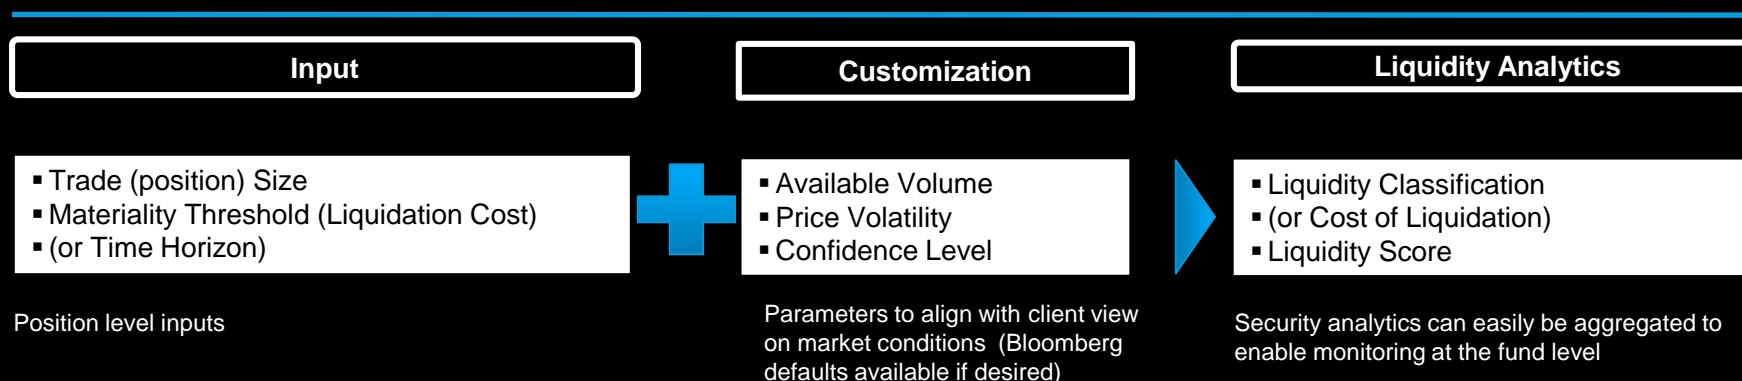 Input
Customization
Liquidity Analytics
▪ Trade (position) Size
▪ Materiality Threshold (Liquidation Cost)
▪ (or Time Horizon)
▪ Available Volume
▪ Price Volatility
▪ Confidence Level
▪ Liquidity Classification
▪ (or Cost of Liquidation)
▪ Liquidity Score
Position level inputs
Parameters to align with client view
on market conditions (Bloomberg
defaults available if desired)
Security analytics can easily be aggregated to
enable monitoring at the fund level